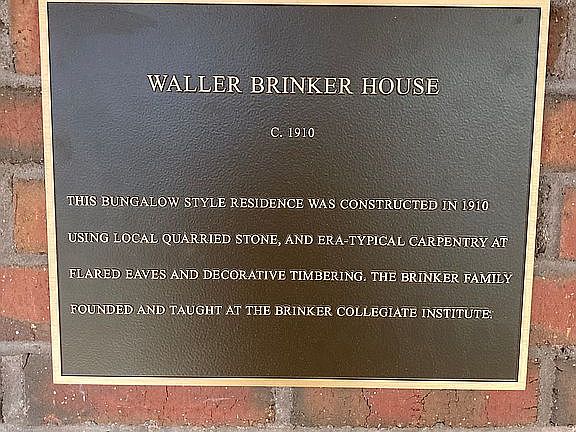 WALLER BRINKER HOUSE
C. 1910
THIS BUNGALOW STYLE RESIDENCE WAS CONSTRUCTED IN 1910
USING LOCAL QUARRIED STONE, AND ERA-TYPICAL CARPENTRY AT
FLARED EAVES AND DECORATIVE TIMBERING. THE BRINKER FAMILY
FOUNDED AND TAUGHT AT THE BRINKER COLLEGIATE INSTITUTE.